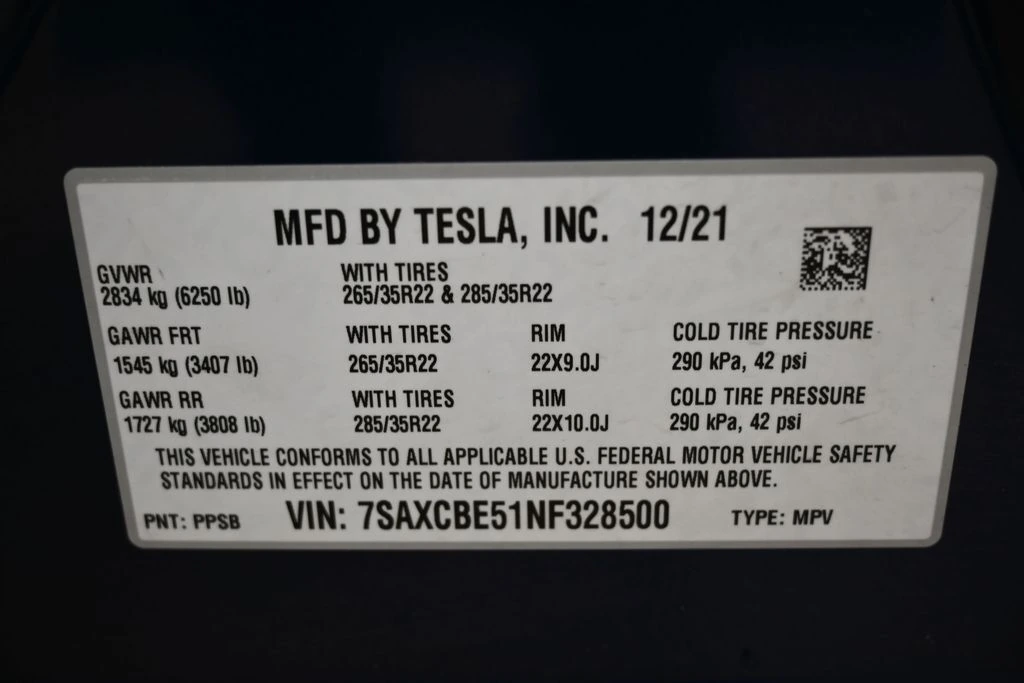 MFD BY TESLA, INC. 12/21
GVWR WITH TIRES
2834 kg (6250 lb) 265/35R22 & 285/35R22
GAWR FRT WITH TIRES RIM COLD TIRE PRESSURE
1545 kg (3407 lb) 265/35R22 22X9.0J 290 kPa, 42 psi
GAWR RR WITH TIRES RIM COLD TIRE PRESSURE
1727 kg (3808 lb) 285/35R22 22X10.0J 290 kPa, 42 psi
THIS VEHICLE CONFORMS TO ALL APPLICABLE U.S. FEDERAL MOTOR VEHICLE SAFETY
STANDARDS IN EFFECT ON THE DATE OF MANUFACTURE SHOWN ABOVE.
PNT: PPSB VIN: 7SAXCBE51NF328500 TYPE: MPV